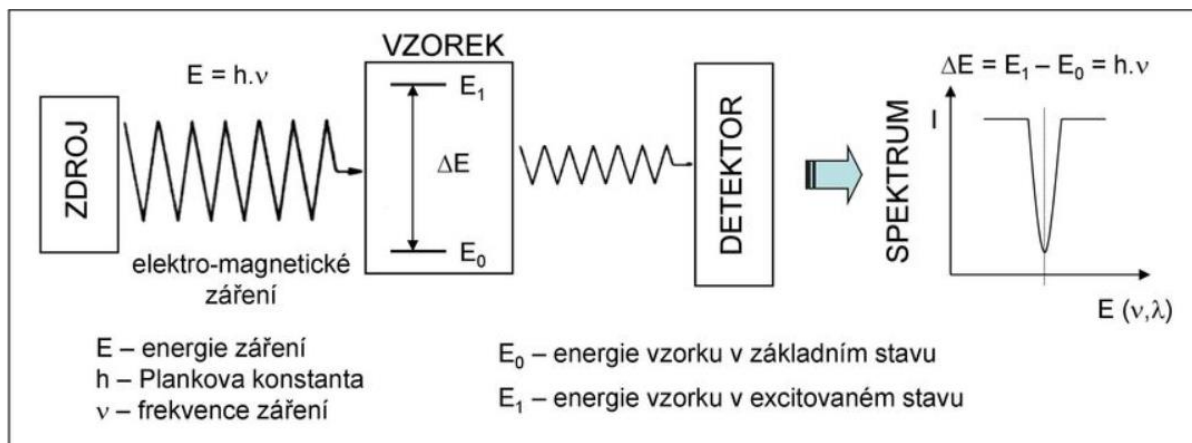 E = h.ν
VZOREK
ΔE = E₁ – E₀ = h.ν
ZDROJ
E₁
ΔE
E₀
DETEKTOR
SPEKTRUM
I
E (ν,λ)
elektro-magnetické
záření
E – energie záření
h – Plankova konstanta
ν – frekvence záření
E₀ – energie vzorku v základním stavu
E₁ – energie vzorku v excitovaném stavu